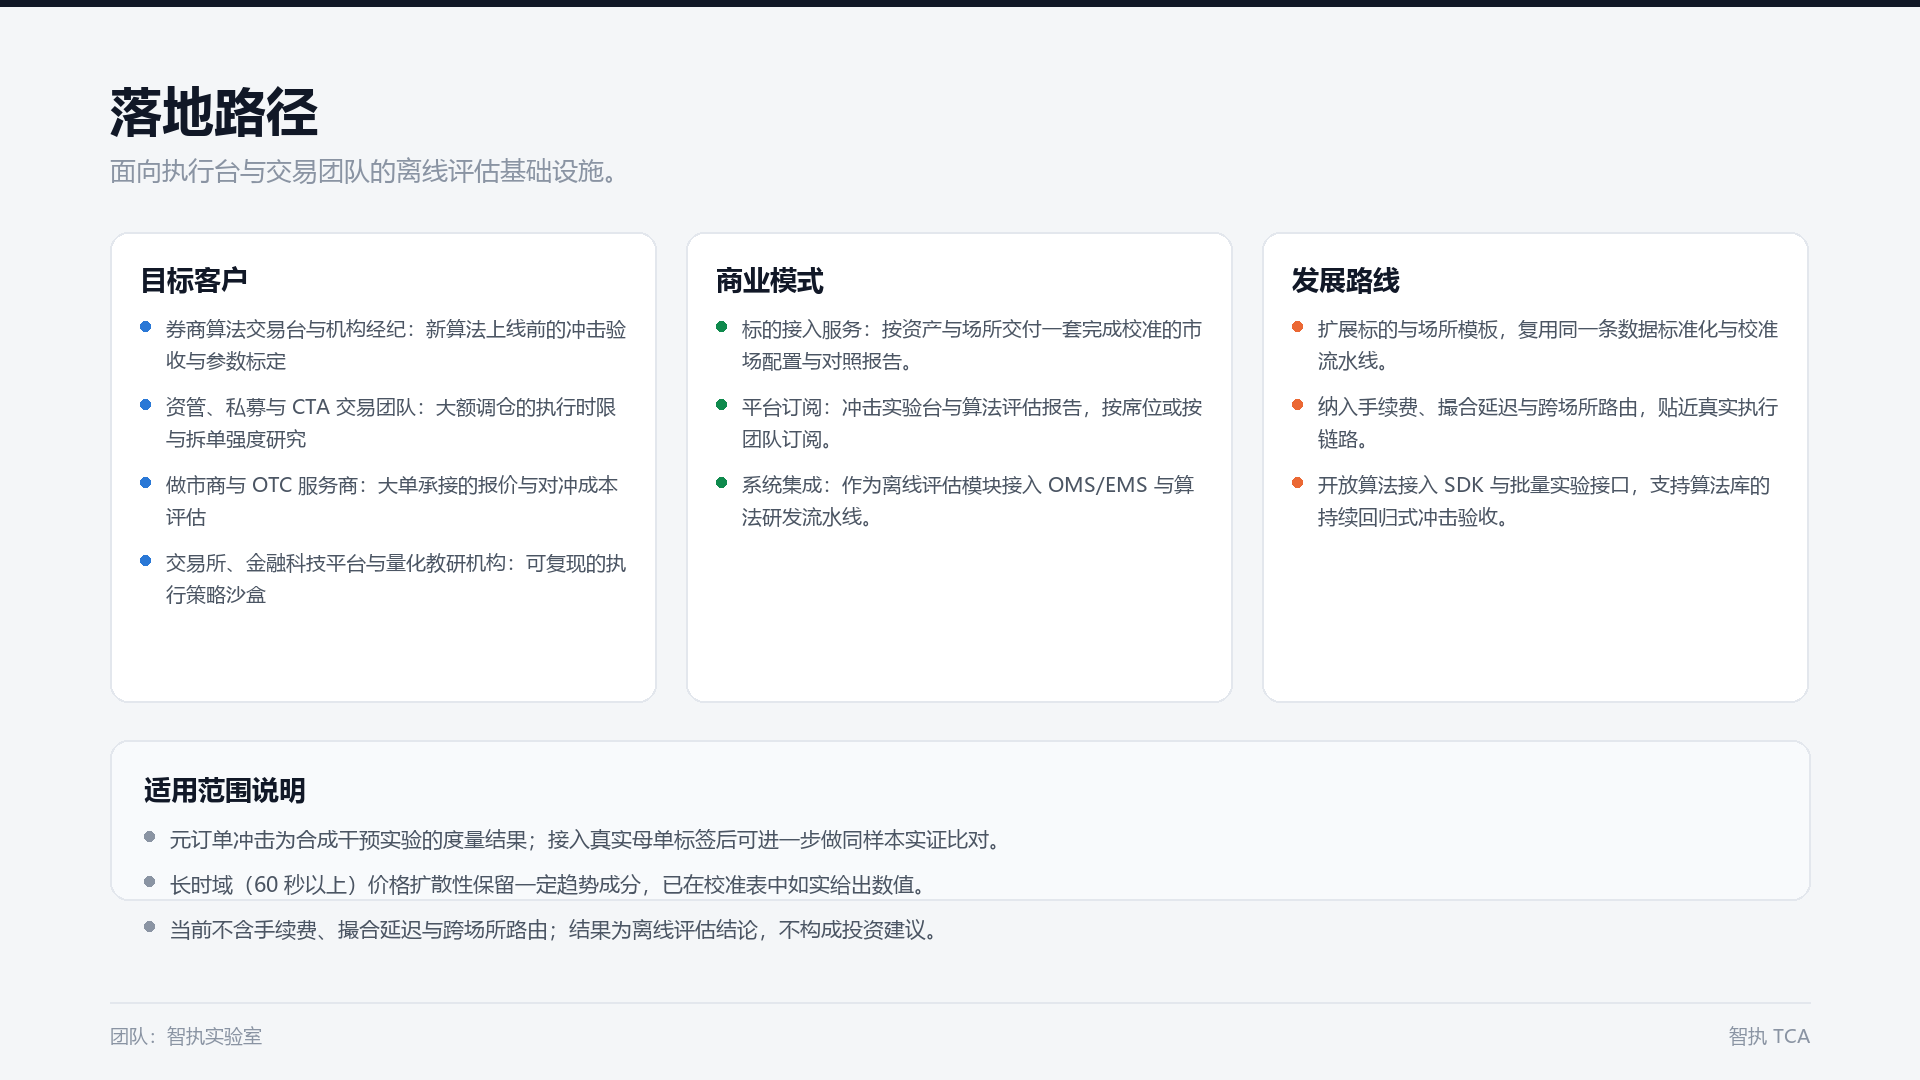 落地路径
面向执行台与交易团队的离线评估基础设施。
目标客户
券商算法交易台与机构经纪：新算法上线前的冲击验
收与参数标定
资管、私募与 CTA 交易团队：大额调仓的执行时限
与拆单强度研究
做市商与 OTC 服务商：大单承接的报价与对冲成本
评估
交易所、金融科技平台与量化教研机构：可复现的执
行策略沙盒
商业模式
标的接入服务：按资产与场所交付一套完成校准的市
场配置与对照报告。
平台订阅：冲击实验台与算法评估报告，按席位或按
团队订阅。
系统集成：作为离线评估模块接入 OMS/EMS 与算
法研发流水线。
发展路线
扩展标的与场所模板，复用同一条数据标准化与校准
流水线。
纳入手续费、撮合延迟与跨场所路由，贴近真实执行
链路。
开放算法接入 SDK 与批量实验接口，支持算法库的
持续回归式冲击验收。
适用范围说明
元订单冲击为合成干预实验的度量结果；接入真实母单标签后可进一步做同样本实证比对。
长时域（60 秒以上）价格扩散性保留一定趋势成分，已在校准表中如实给出数值。
当前不含手续费、撮合延迟与跨场所路由；结果为离线评估结论，不构成投资建议。
团队：智执实验室
智执 TCA